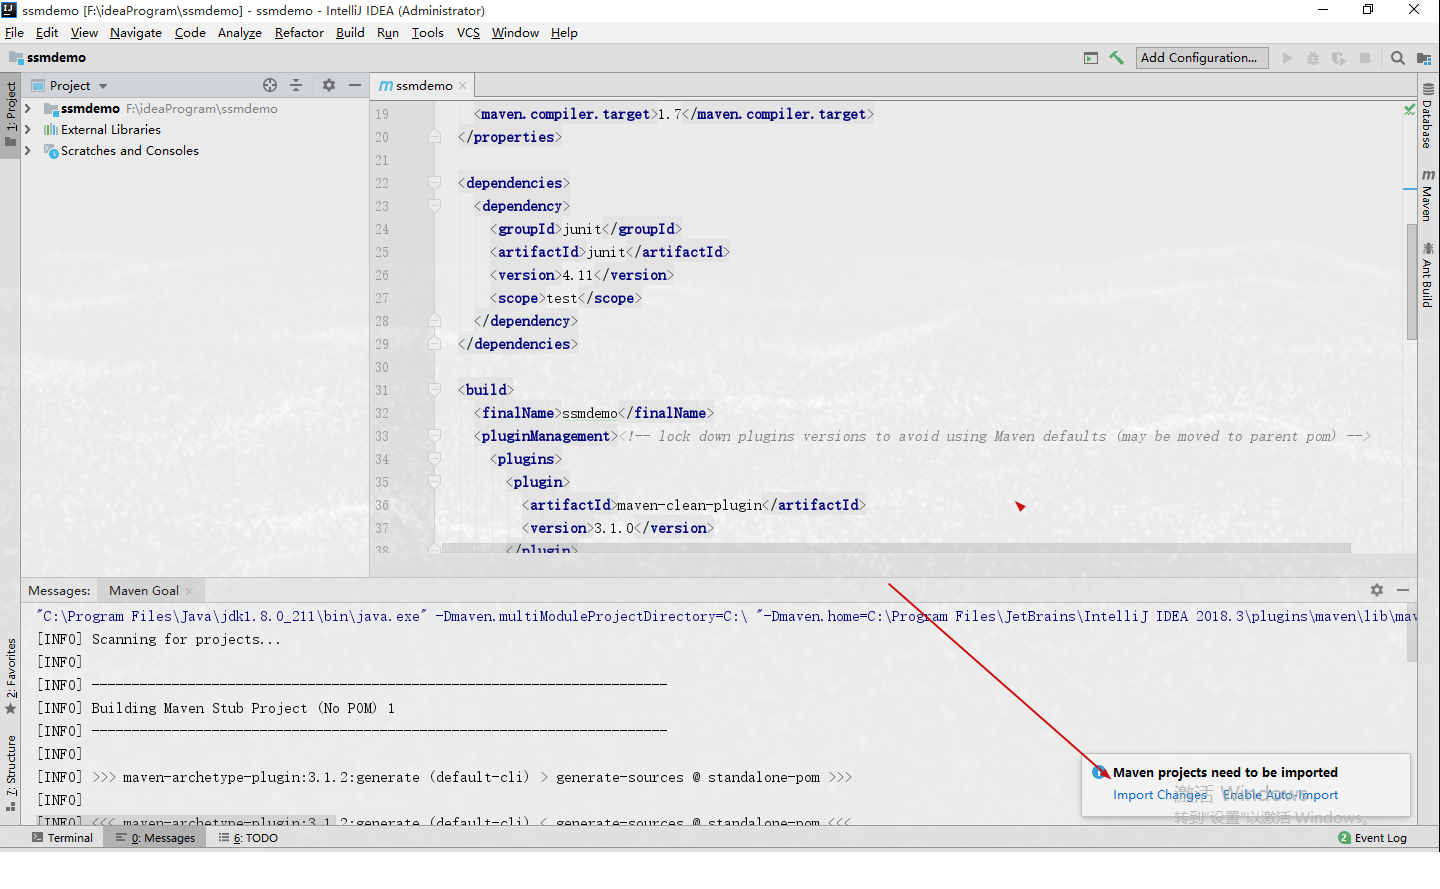 ssmdemo [F:\ideaProgram\ssmdemo] - ssmdemo - IntelliJ IDEA (Administrator)
File Edit View Navigate Code Analyze Refactor Build Run Tools VCS Window Help
ssmdemo
Add Configuration...
1: Project
Project
ssmdemo F:\ideaProgram\ssmdemo
External Libraries
Scratches and Consoles
ssmdemo
19 <maven.compiler.target>1.7</maven.compiler.target>
20 </properties>
21
22 <dependencies>
23 <dependency>
24 <groupId>junit</groupId>
25 <artifactId>junit</artifactId>
26 <version>4.11</version>
27 <scope>test</scope>
28 </dependency>
29 </dependencies>
30
31 <build>
32 <finalName>ssmdemo</finalName>
33 <pluginManagement><!-- lock down plugins versions to avoid using Maven defaults (may be moved to parent pom) -->
34 <plugins>
35 <plugin>
36 <artifactId>maven-clean-plugin</artifactId>
37 <version>3.1.0</version>
38 </plugin>
Database
Maven
Ant Build
2: Favorites
7: Structure
Messages: Maven Goal
"C:\Program Files\Java\jdk1.8.0_211\bin\java.exe" -Dmaven.multiModuleProjectDirectory=C:\ "-Dmaven.home=C:\Program Files\JetBrains\IntelliJ IDEA 2018.3\plugins\maven\lib\mav
[INFO] Scanning for projects...
[INFO]
[INFO] ------------------------------------------------------------------------
[INFO] Building Maven Stub Project (No POM) 1
[INFO] ------------------------------------------------------------------------
[INFO]
[INFO] >>> maven-archetype-plugin:3.1.2:generate (default-cli) > generate-sources @ standalone-pom >>>
[INFO]
[INFO] <<< maven-archetype-plugin:3.1.2:generate (default-cli) < generate-sources @ standalone-pom <<<
Maven projects need to be imported
Import Changes Enable Auto-Import
激活 Windows
转到"设置"以激活 Windows。
Terminal 0: Messages 6: TODO
2 Event Log